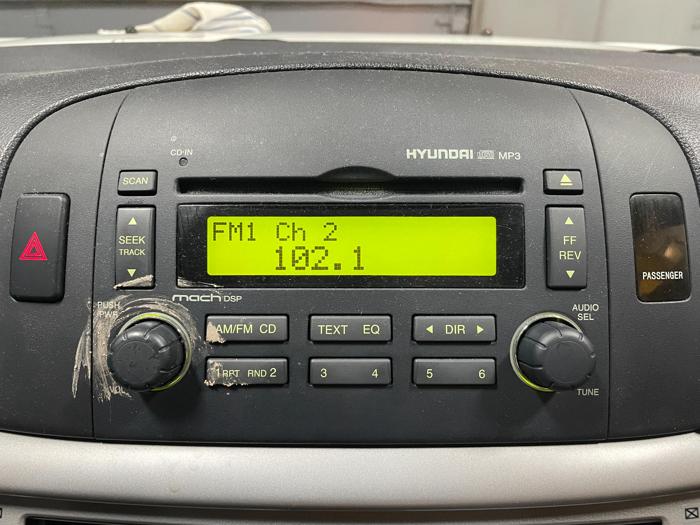 CD·IN
HYUNDAI MP3
SCAN
FM1 Ch 2
102.1
SEEK
TRACK
FF
REV
PASSENGER
mach DSP
PUSH
PWR
VOL
AM/FM CD
TEXT EQ
DIR
AUDIO
SEL
1 RPT RND 2
3 4
5 6
TUNE